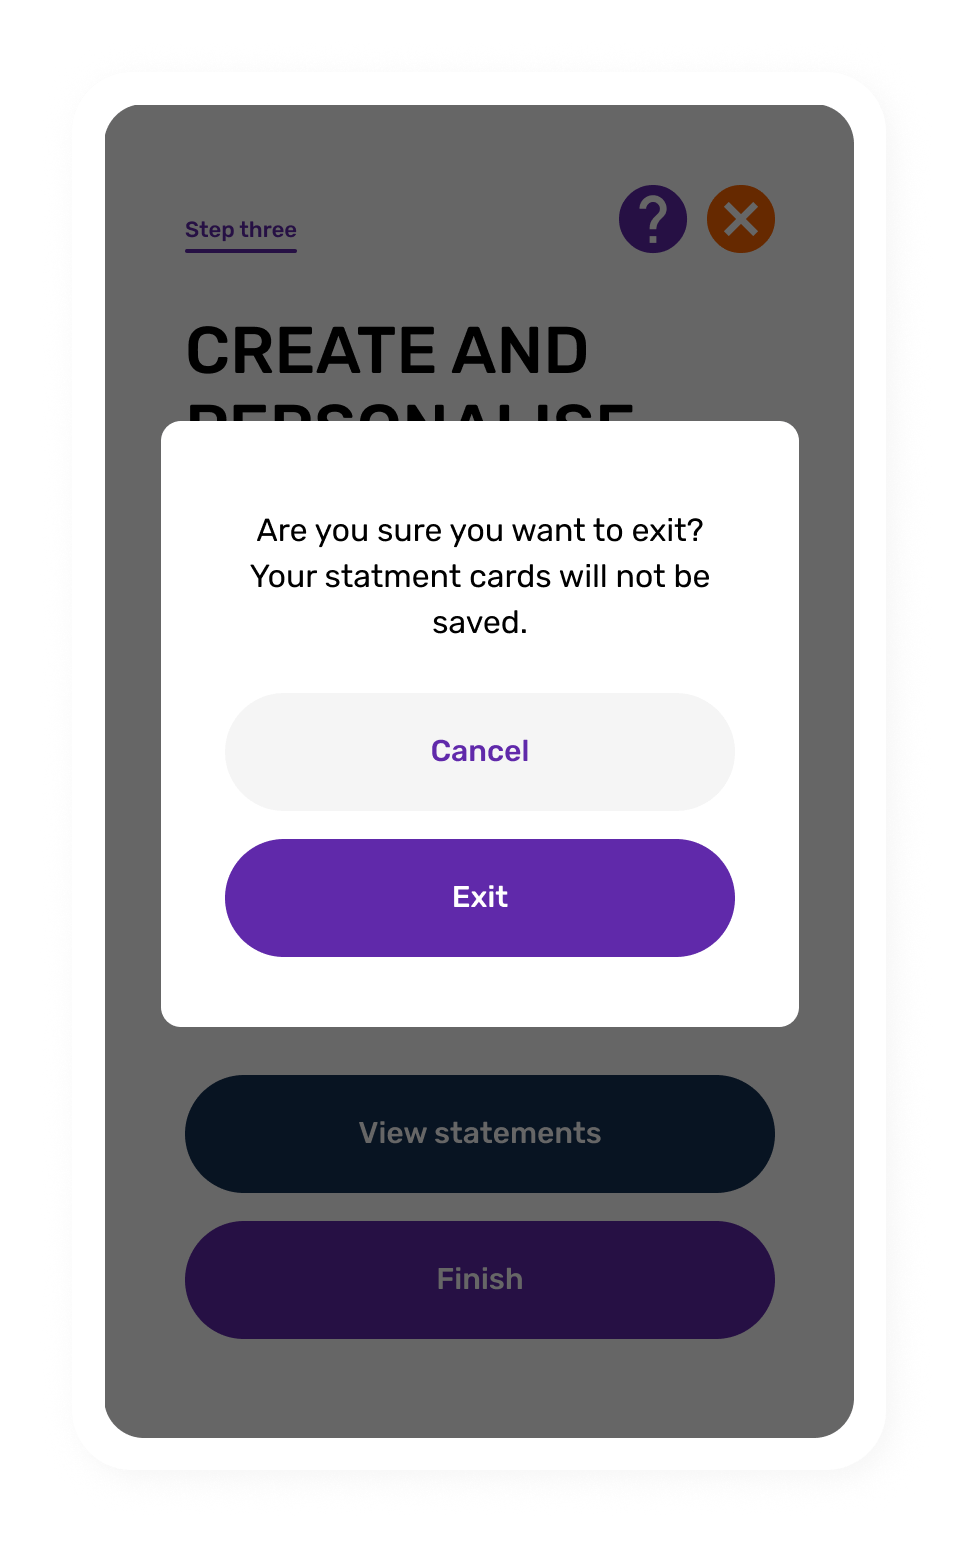 Step three
CREATE AND
PERSONALISE
Are you sure you want to exit?
Your statment cards will not be
saved.
Cancel
Exit
View statements
Finish